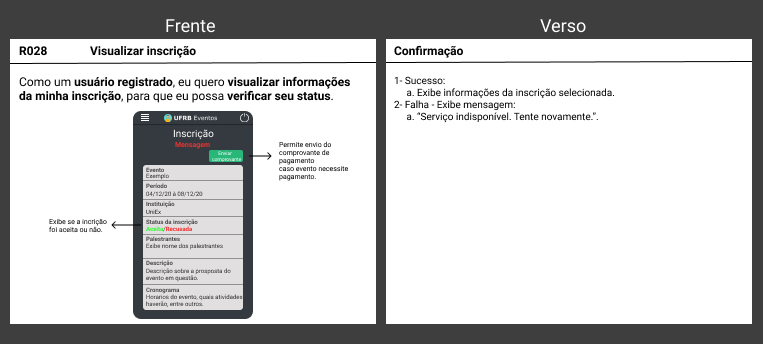 Frente
R028 Visualizar inscrição
Como um usuário registrado, eu quero visualizar informações
da minha inscrição, para que eu possa verificar seu status.
UFRB Eventos
Inscrição
Mensagem
Enviar
comprovante
Permite envio do
comprovante de
pagamento
caso evento necessite
pagamento.
Evento
Exemplo
Período
04/12/20 à 08/12/20
Instituição
UniEx
Status da inscrição
Aceita/Recusada
Exibe se a incrição
foi aceita ou não.
Palestrantes
Exibe nome dos palestrantes
Descrição
Descrição sobre a prosposta do
evento em questão.
Cronograma
Horarios do evento, quais atividades
haverão, entre outros.
Verso
Confirmação
1- Sucesso:
a. Exibe informações da inscrição selecionada.
2- Falha - Exibe mensagem:
a. “Serviço indisponível. Tente novamente.”.